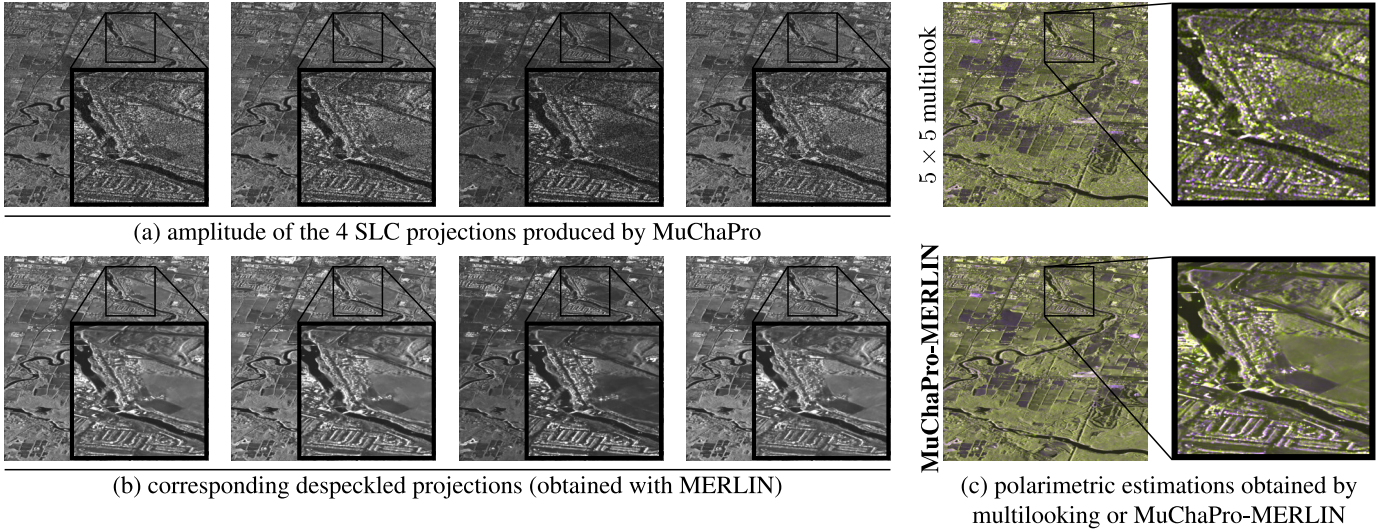 5 × 5 multilook
(a) amplitude of the 4 SLC projections produced by MuChaPro
MuChaPro-MERLIN
(b) corresponding despeckled projections (obtained with MERLIN)
(c) polarimetric estimations obtained by
multilooking or MuChaPro-MERLIN